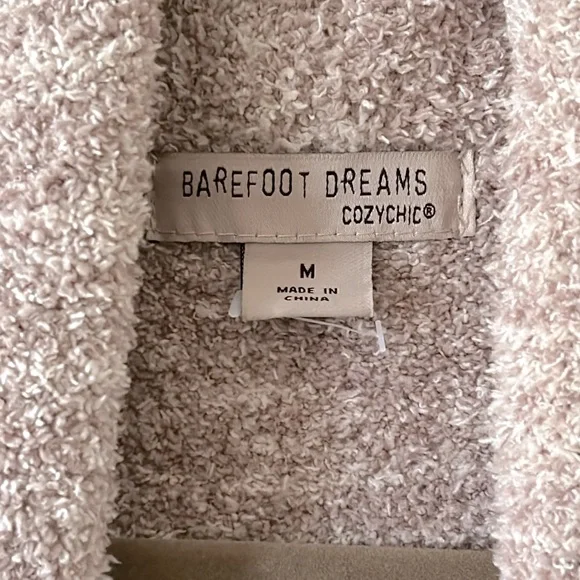 BAREFOOT DREAMS
COZYCHIC®
M
MADE IN
CHINA